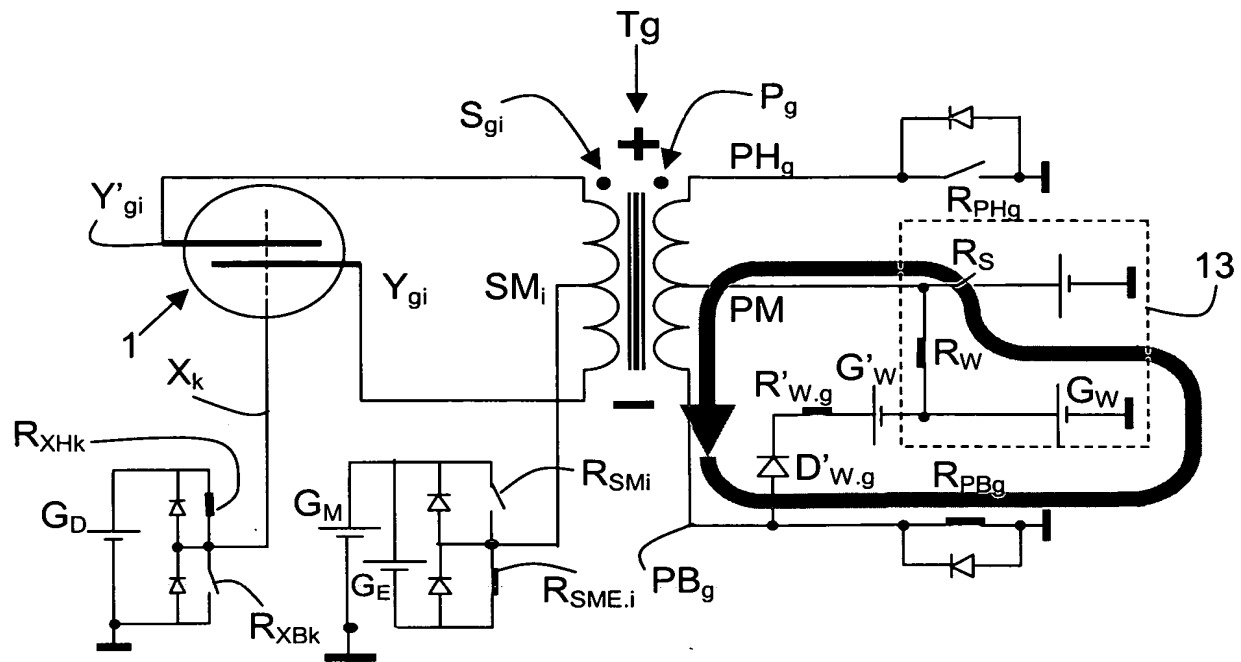 Tg
S_gi
P_g
+
PH_g
Y'_gi
R_PHg
R_S
13
Y_gi
SM_i
PM
1
R_W
X_k
G'_W
G_W
R'_W.g
R_XHk
R_SMi
D'_W.g
R_PBg
G_D
G_M
G_E
R_SME.i
PB_g
R_XBk